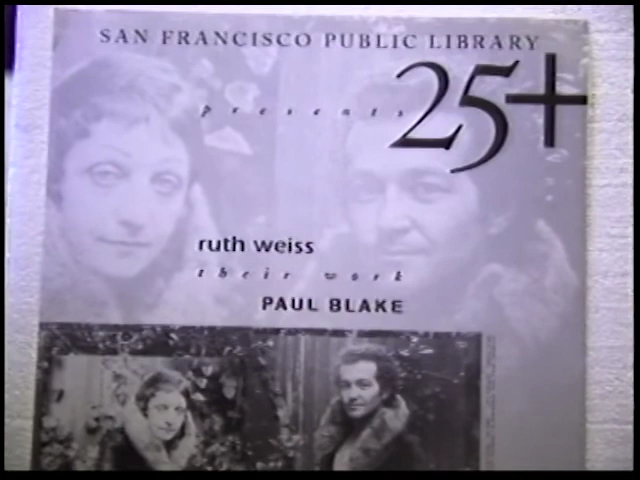 SAN FRANCISCO PUBLIC LIBRARY
presents 25+
ruth weiss
their work
PAUL BLAKE